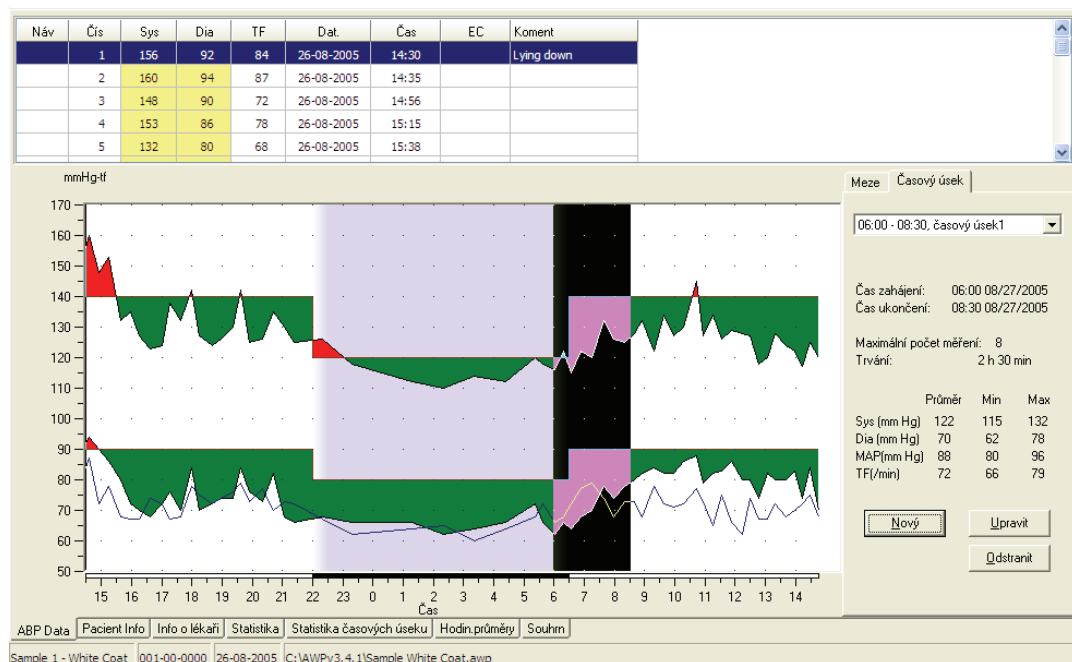 Náv Čís Sys Dia TF Dat. Čas EC Koment
1 156 92 84 26-08-2005 14:30 Lying down
2 160 94 87 26-08-2005 14:35
3 148 90 72 26-08-2005 14:56
4 153 86 78 26-08-2005 15:15
5 132 80 68 26-08-2005 15:38
mmHg-tf
170
160
150
140
130
120
110
100
90
80
70
60
50
15 16 17 18 19 20 21 22 23 0 1 2 3 4 5 6 7 8 9 10 11 12 13 14
Čas
Meze Časový úsek
06:00 - 08:30, časový úsek1
Čas zahájení: 06:00 08/27/2005
Čas ukončení: 08:30 08/27/2005
Maximální počet měření: 8
Trvání: 2 h 30 min
Průměr Min Max
Sys (mm Hg) 122 115 132
Dia (mm Hg) 70 62 78
MAP(mm Hg) 88 80 96
TF(/min) 72 66 79
Nový Upravit
Odstranit
ABP Data Pacient Info Info o lékaři Statistika Statistika časových úseku Hodin.průměry Souhrn
Sample 1 - White Coat 001-00-0000 26-08-2005 C:\AWPv3.4.1\Sample White Coat.awp